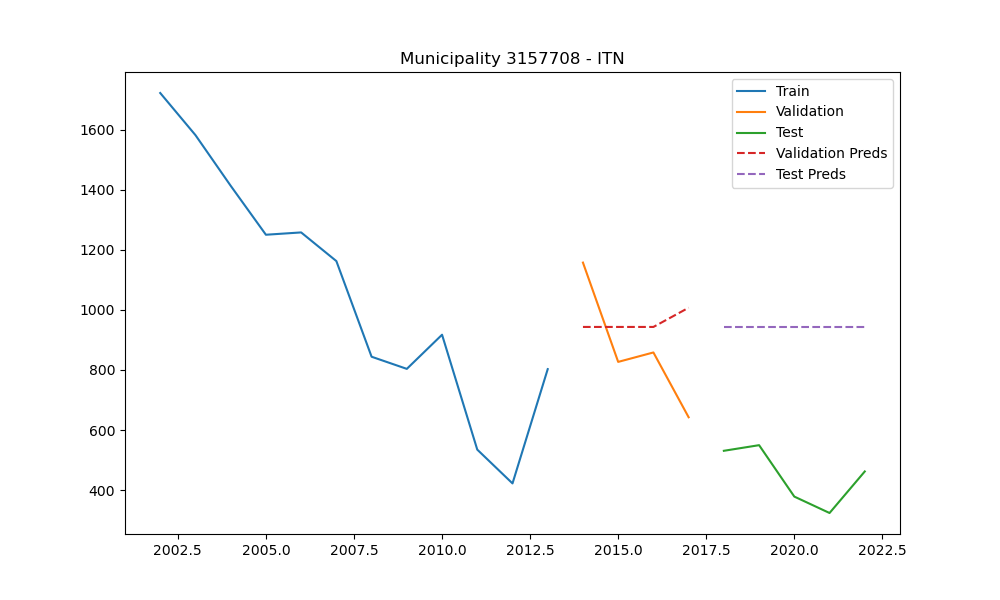 Municipality 3157708 - ITN
Train
Validation
Test
Validation Preds
Test Preds
1600
1400
1200
1000
800
600
400
2002.5 2005.0 2007.5 2010.0 2012.5 2015.0 2017.5 2020.0 2022.5